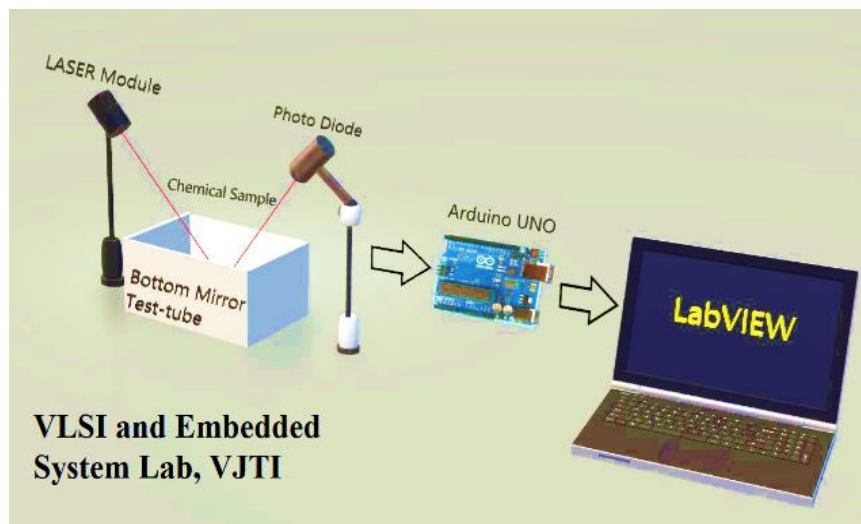 LASER Module
Photo Diode
Chemical Sample
Arduino UNO
Bottom Mirror
Test-tube
LabVIEW
VLSI and Embedded
System Lab, VJTI